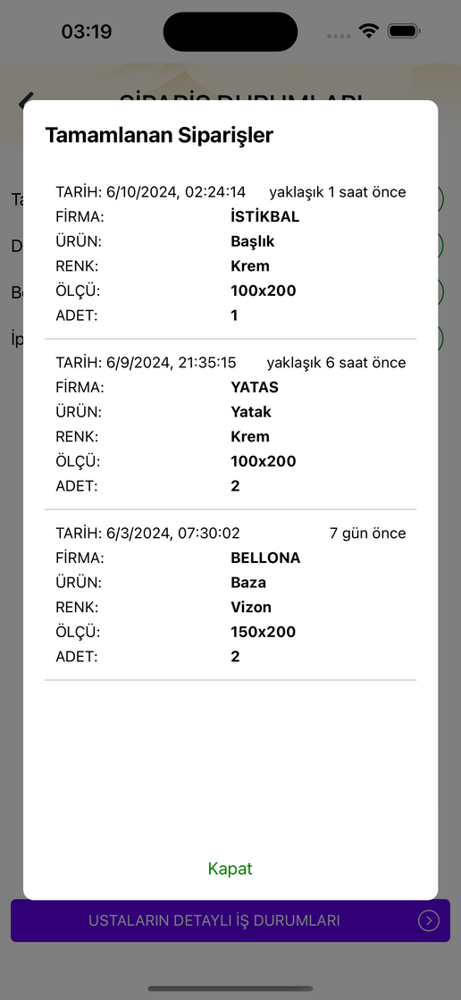 03:19
Tamamlanan Siparişler
TARİH: 6/10/2024, 02:24:14 yaklaşık 1 saat önce
FİRMA: İSTİKBAL
ÜRÜN: Başlık
RENK: Krem
ÖLÇÜ: 100x200
ADET: 1
TARİH: 6/9/2024, 21:35:15 yaklaşık 6 saat önce
FİRMA: YATAS
ÜRÜN: Yatak
RENK: Krem
ÖLÇÜ: 100x200
ADET: 2
TARİH: 6/3/2024, 07:30:02 7 gün önce
FİRMA: BELLONA
ÜRÜN: Baza
RENK: Vizon
ÖLÇÜ: 150x200
ADET: 2
Kapat
USTALARIN DETAYLI İŞ DURUMLARI